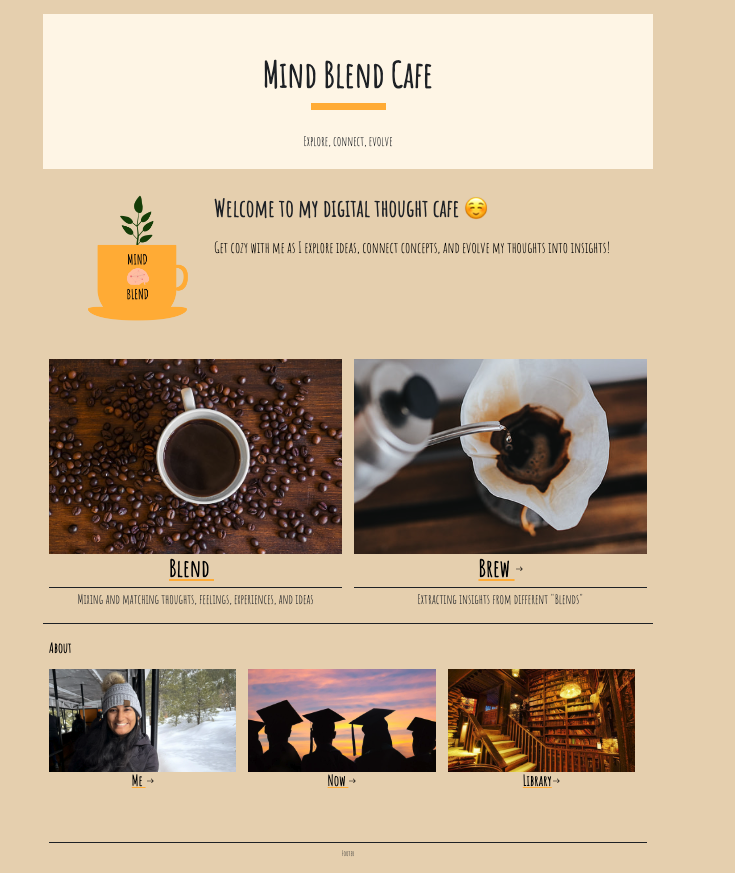 Mind Blend Cafe
Explore, connect, evolve
Welcome to my digital thought cafe ☺️
Get cozy with me as I explore ideas, connect concepts, and evolve my thoughts into insights!
MIND
BLEND
Blend
Brew →
Mixing and matching thoughts, feelings, experiences, and ideas
Extracting insights from different "Blends"
About
Me →
Now →
Library→
Footer